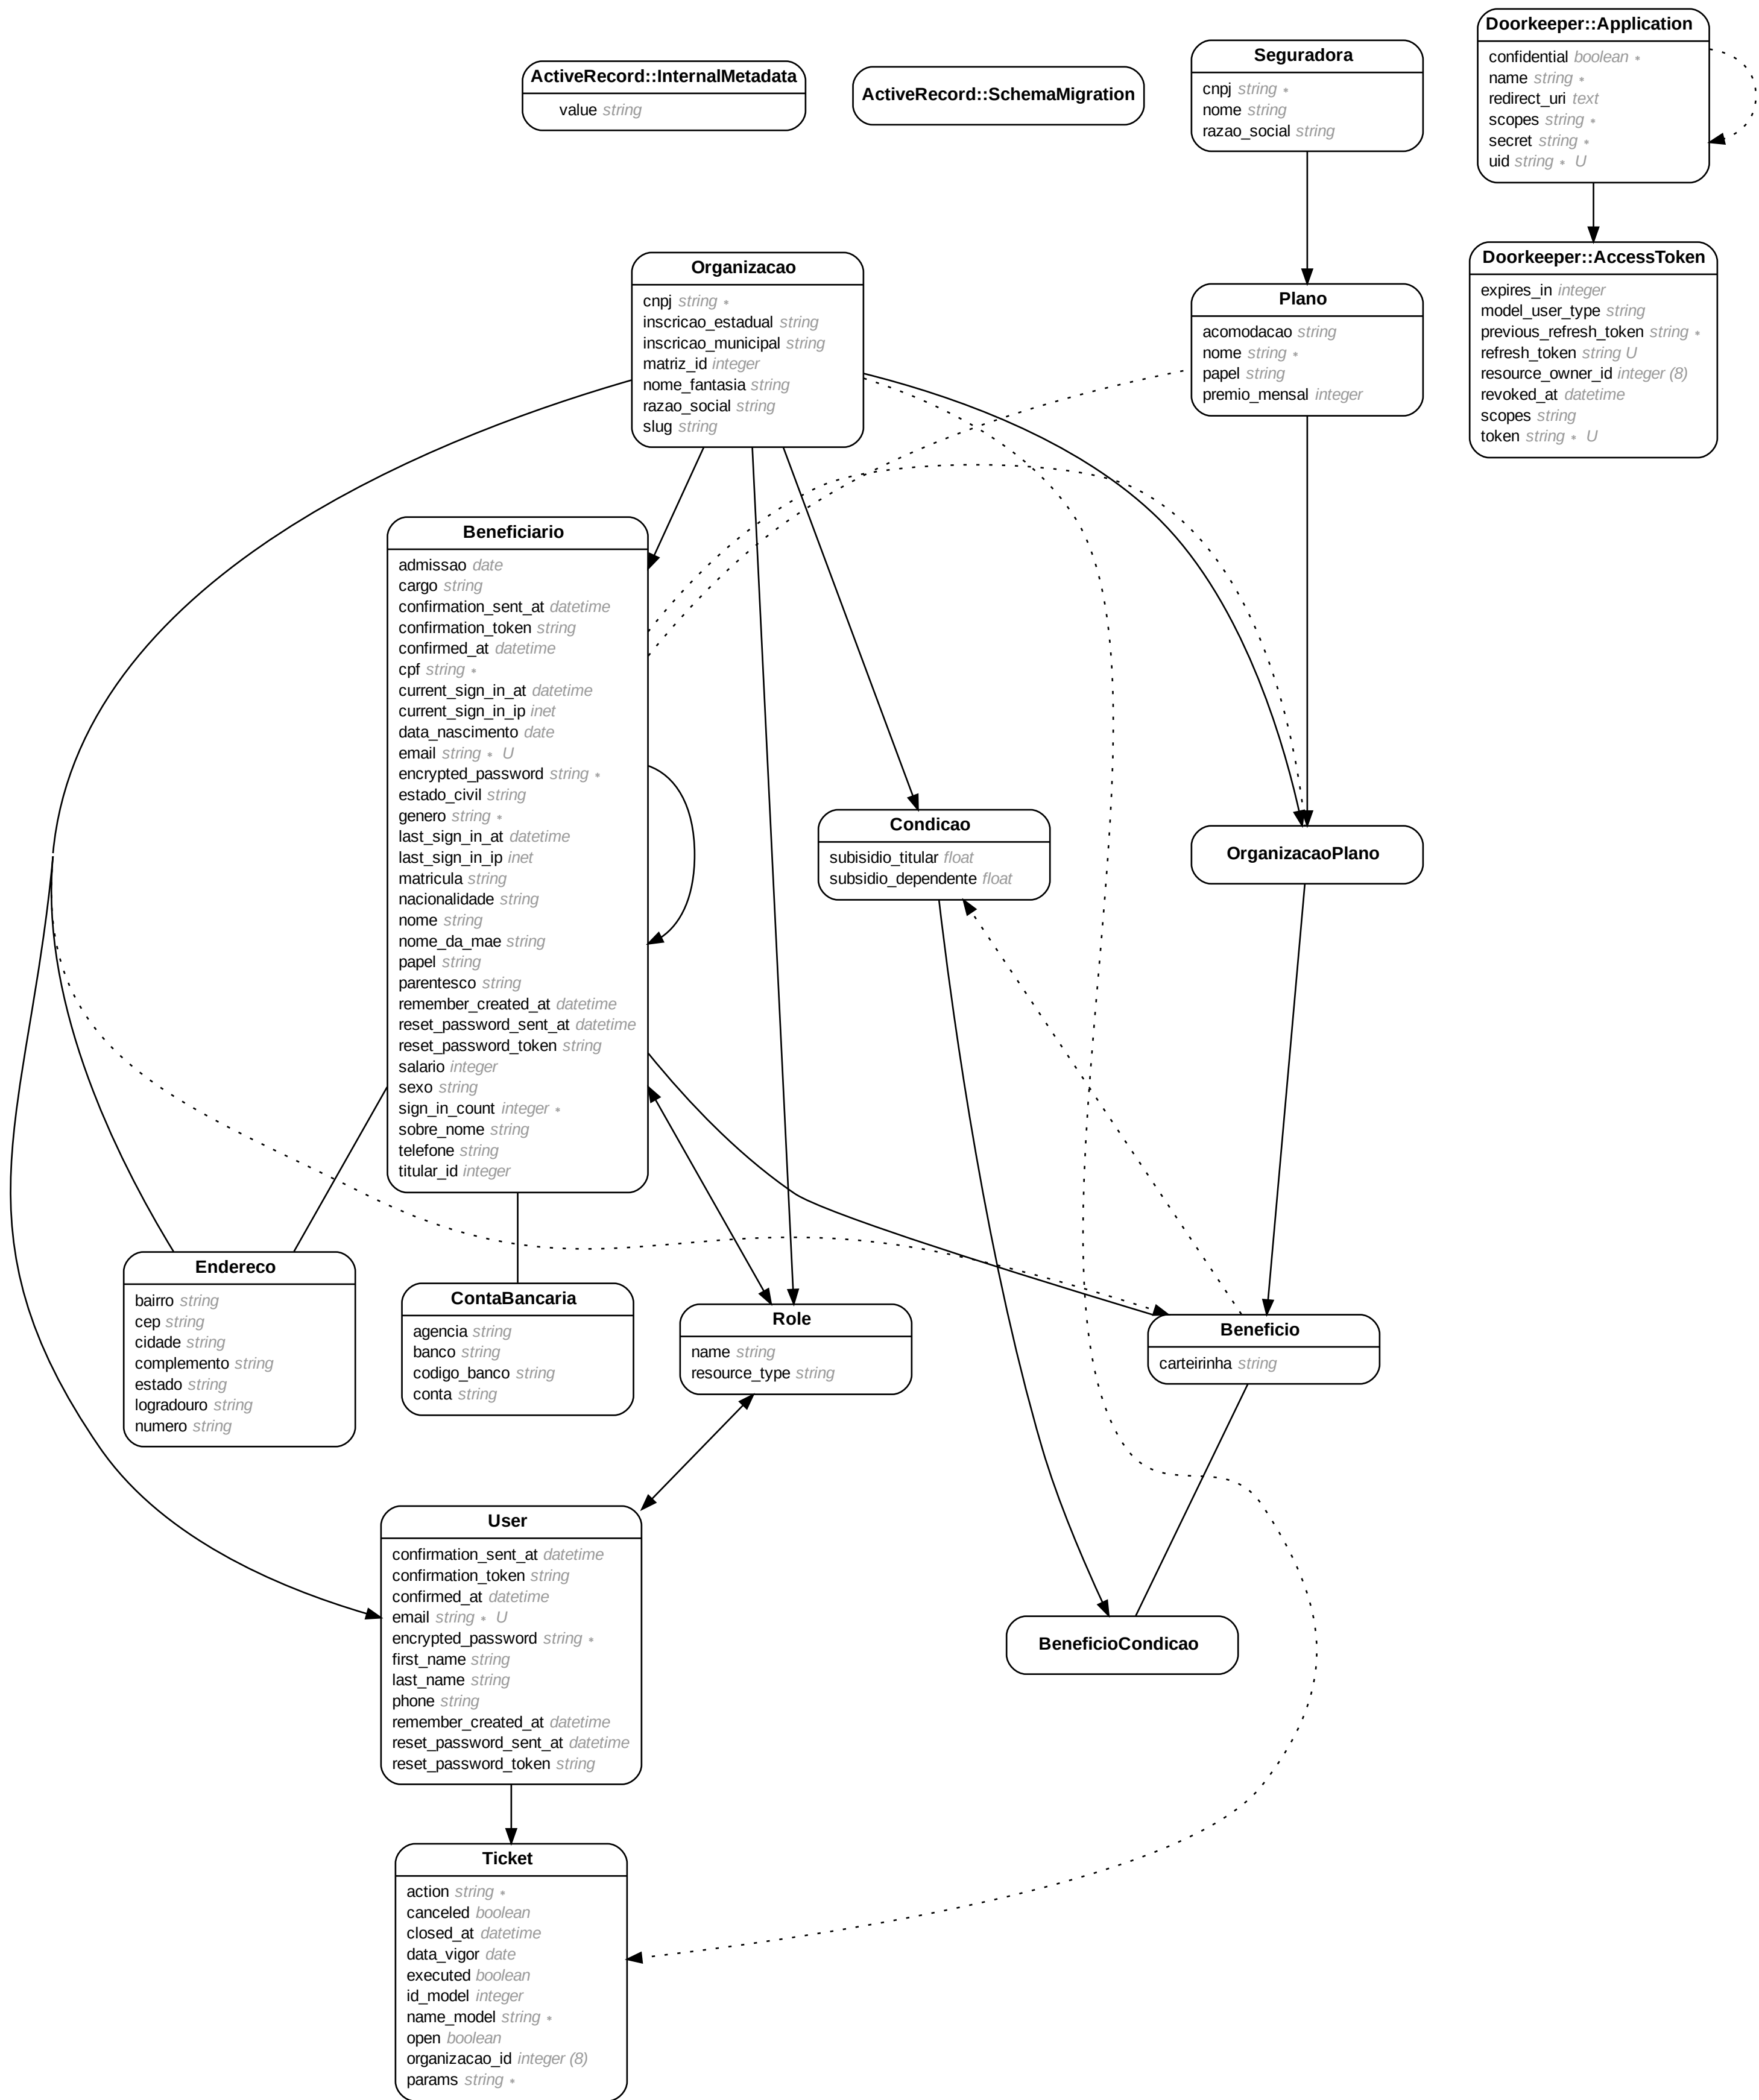 Doorkeeper::Application
confidential boolean ∗
name string ∗
redirect_uri text
scopes string ∗
secret string ∗
uid string ∗ U
Seguradora
cnpj string ∗
nome string
razao_social string
ActiveRecord::InternalMetadata
value string
ActiveRecord::SchemaMigration
Doorkeeper::AccessToken
expires_in integer
model_user_type string
previous_refresh_token string ∗
refresh_token string U
resource_owner_id integer (8)
revoked_at datetime
scopes string
token string ∗ U
Organizacao
cnpj string ∗
inscricao_estadual string
inscricao_municipal string
matriz_id integer
nome_fantasia string
razao_social string
slug string
Plano
acomodacao string
nome string ∗
papel string
premio_mensal integer
Beneficiario
admissao date
cargo string
confirmation_sent_at datetime
confirmation_token string
confirmed_at datetime
cpf string ∗
current_sign_in_at datetime
current_sign_in_ip inet
data_nascimento date
email string ∗ U
encrypted_password string ∗
estado_civil string
genero string ∗
last_sign_in_at datetime
last_sign_in_ip inet
matricula string
nacionalidade string
nome string
nome_da_mae string
papel string
parentesco string
remember_created_at datetime
reset_password_sent_at datetime
reset_password_token string
salario integer
sexo string
sign_in_count integer ∗
sobre_nome string
telefone string
titular_id integer
Condicao
subisidio_titular float
subsidio_dependente float
OrganizacaoPlano
Endereco
bairro string
cep string
cidade string
complemento string
estado string
logradouro string
numero string
ContaBancaria
agencia string
banco string
codigo_banco string
conta string
Role
name string
resource_type string
Beneficio
carteirinha string
User
confirmation_sent_at datetime
confirmation_token string
confirmed_at datetime
email string ∗ U
encrypted_password string ∗
first_name string
last_name string
phone string
remember_created_at datetime
reset_password_sent_at datetime
reset_password_token string
BeneficioCondicao
Ticket
action string ∗
canceled boolean
closed_at datetime
data_vigor date
executed boolean
id_model integer
name_model string ∗
open boolean
organizacao_id integer (8)
params string ∗